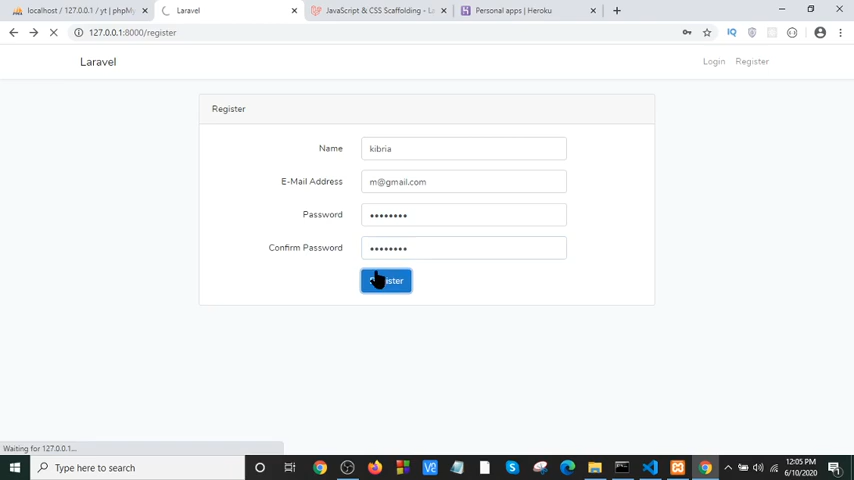 localhost / 127.0.0.1 / yt | phpMy
Laravel
JavaScript & CSS Scaffolding - La
Personal apps | Heroku
127.0.0.1:8000/register
IQ
Laravel
Login
Register
Register
Name
kibria
E-Mail Address
m@gmail.com
Password
••••••••
Confirm Password
••••••••
Waiting for 127.0.0.1...
Type here to search
12:05 PM
6/10/2020